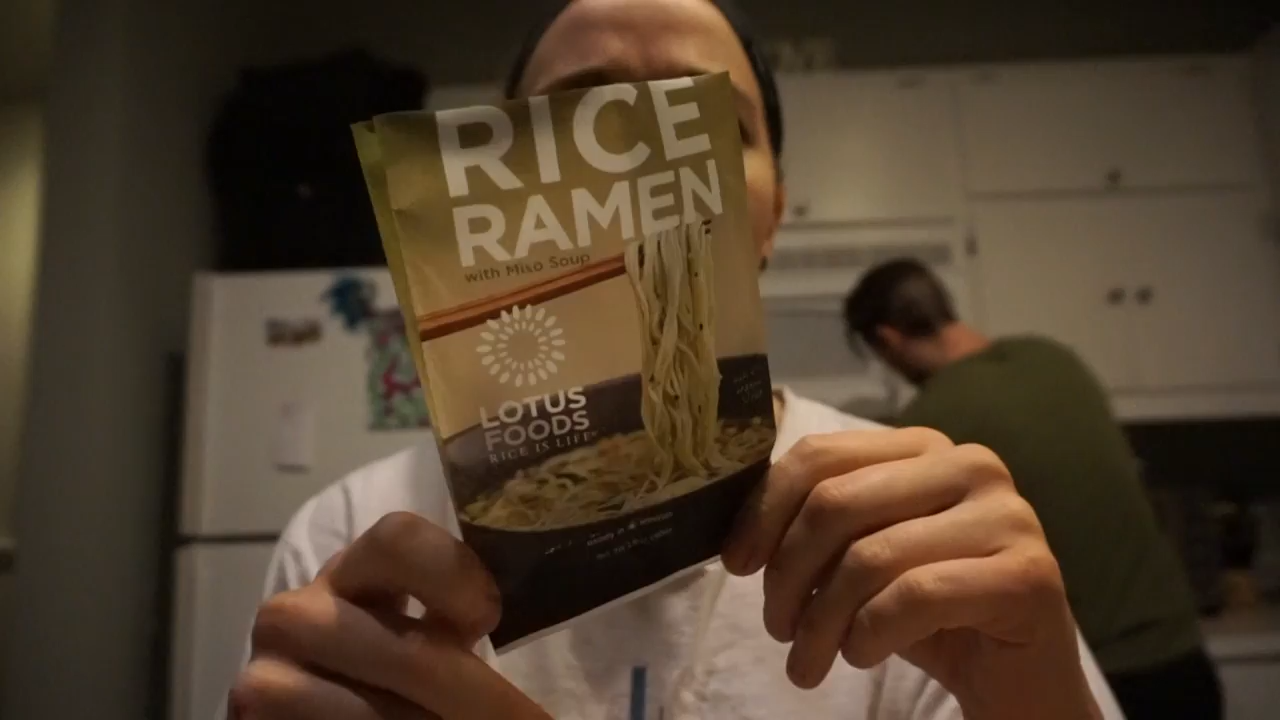 RICE
RAMEN
with Miso Soup
LOTUS
FOODS
RICE IS LIFE